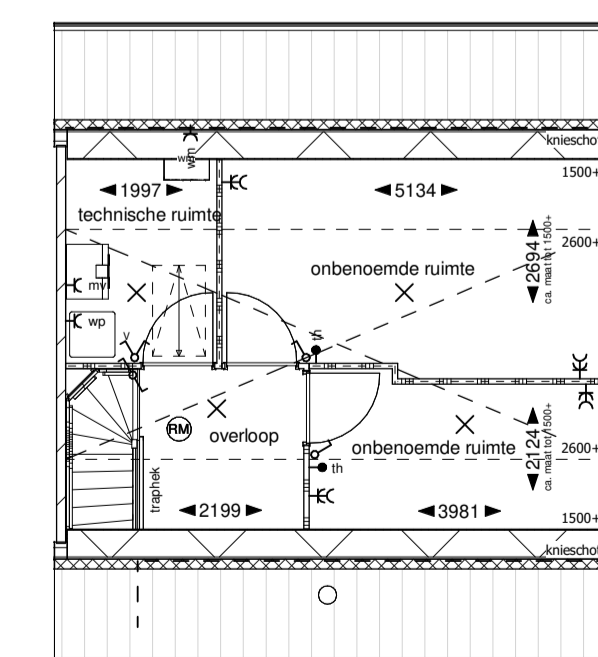 knieschot
wm
1500+
1997
5134
technische ruimte
2600+
2694
ca. maat tot 1500+
onbenoemde ruimte
mv
wp
v
th
RM
overloop
onbenoemde ruimte
2124
ca. maat tot 1500+
2600+
th
traphek
2199
3981
1500+
knieschot